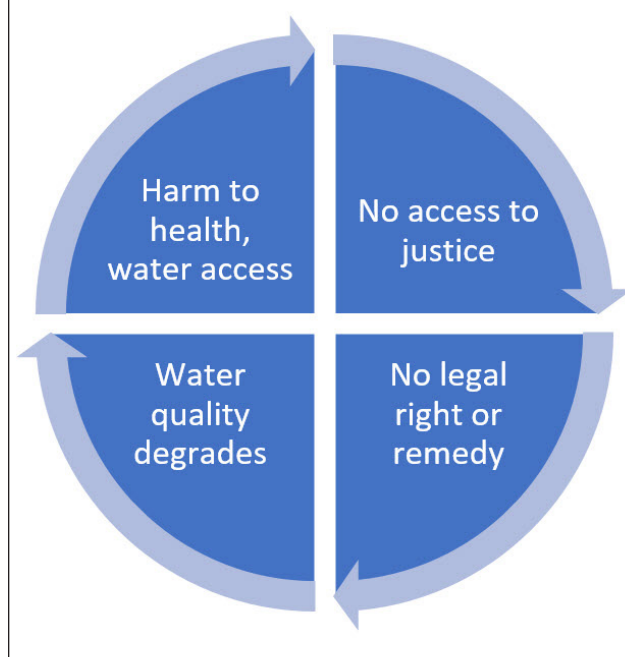 Harm to
health,
water access
No access to
justice
Water
quality
degrades
No legal
right or
remedy